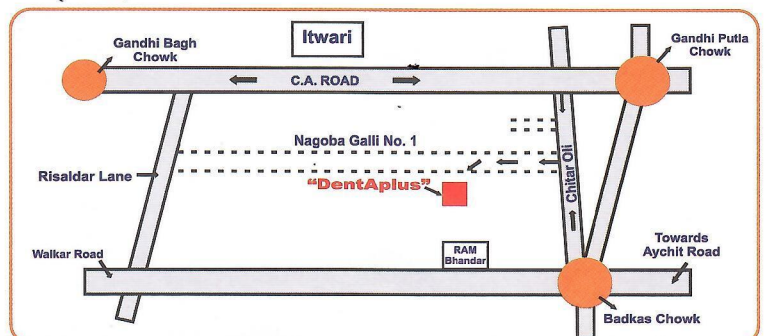 Itwari
Gandhi Bagh
Chowk
Gandhi Putla
Chowk
C.A. ROAD
Nagoba Galli No. 1
Chitar Oli
Risaldar Lane
"DentAplus"
Walkar Road
RAM
Bhandar
Towards
Aychit Road
Badkas Chowk